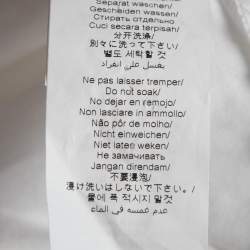 Separat waschen/
Gescheiden wassen/
Стирать отдельно
Cuci secara terpisah/
分开洗涤/
別々に洗って下さい/
별도 세탁할 것
يغسل على انفراد/
Ne pas laisser tremper/
Do not soak/
No dejar en remojo/
Non lasciare in ammollo/
Não pôr de molho/
Nicht einweichen/
Niet laten weken/
Не замачивать
Jangan direndam/
不要浸泡/
浸け洗いはしないで下さい。/
물에 푹 적시지 말 것
عدم غمسه في الماء/